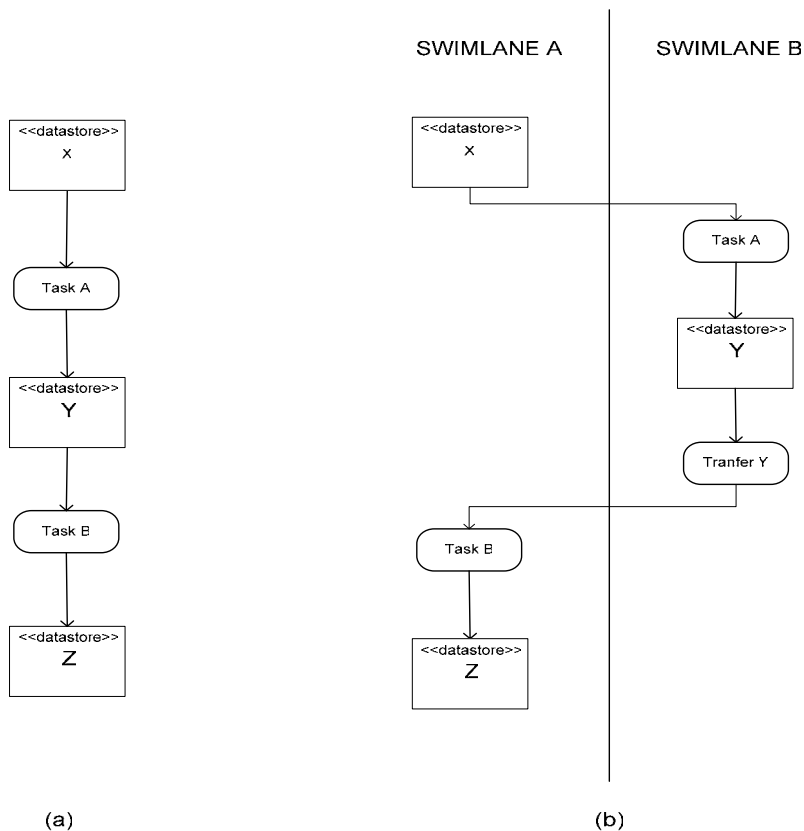 SWIMLANE A
SWIMLANE B
<<datastore>>
x
Task A
<<datastore>>
Y
Task B
<<datastore>>
Z
<<datastore>>
x
Task A
<<datastore>>
Y
Tranfer Y
Task B
<<datastore>>
Z
(a)
(b)